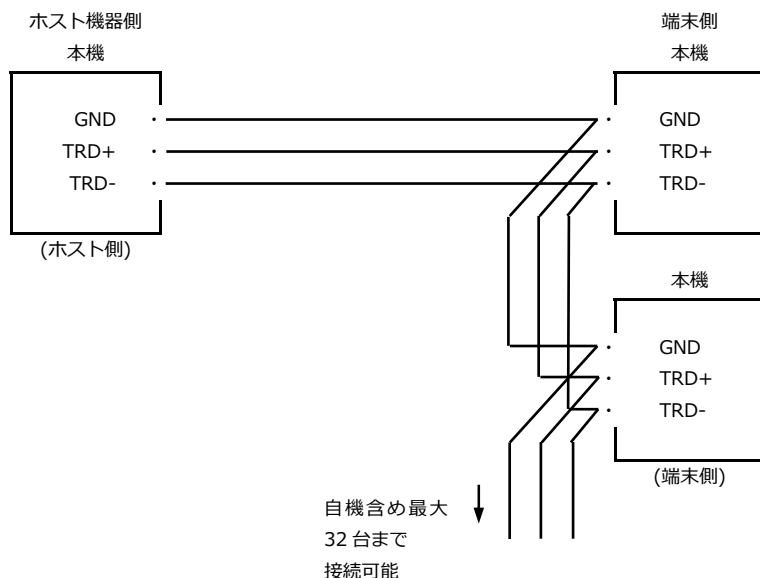 ホスト機器側
本機
GND
TRD+
TRD-
(ホスト側)
端末側
本機
GND
TRD+
TRD-
本機
GND
TRD+
TRD-
(端末側)
自機含め最大
32 台まで
接続可能